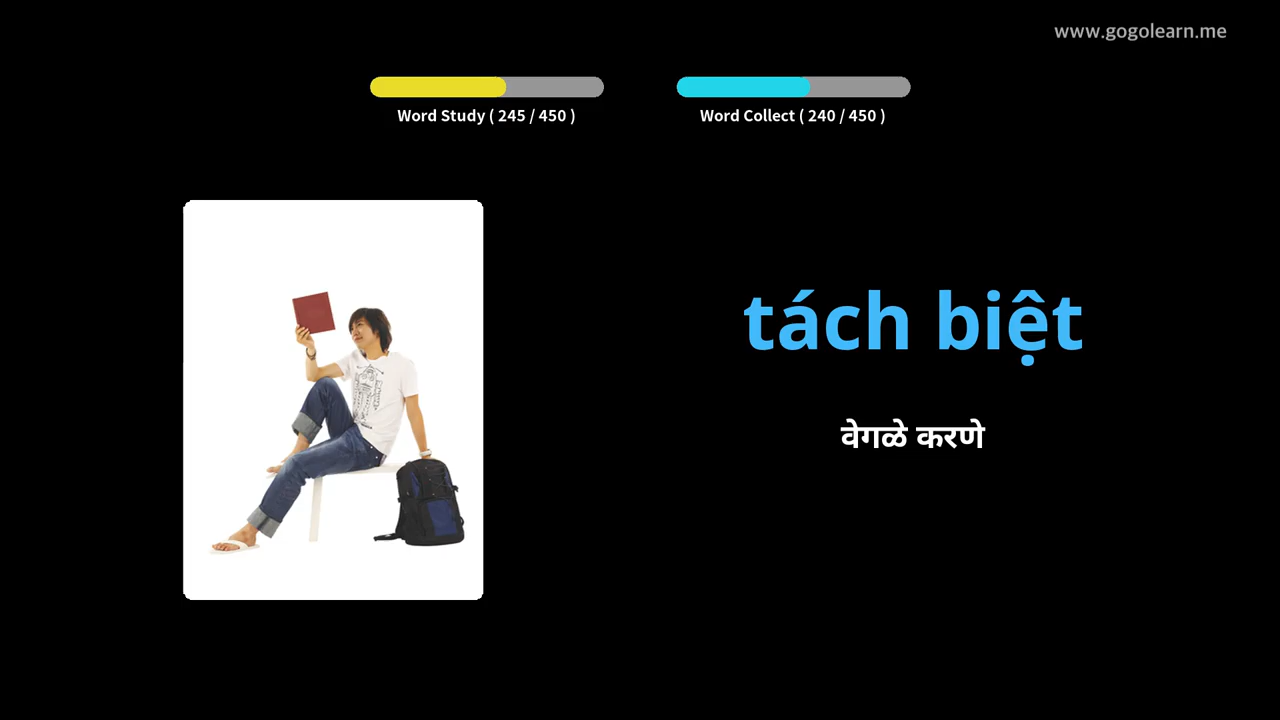 www.gogolearn.me
Word Study ( 245 / 450 )
Word Collect ( 240 / 450 )
tách biệt
वेगळे करणे